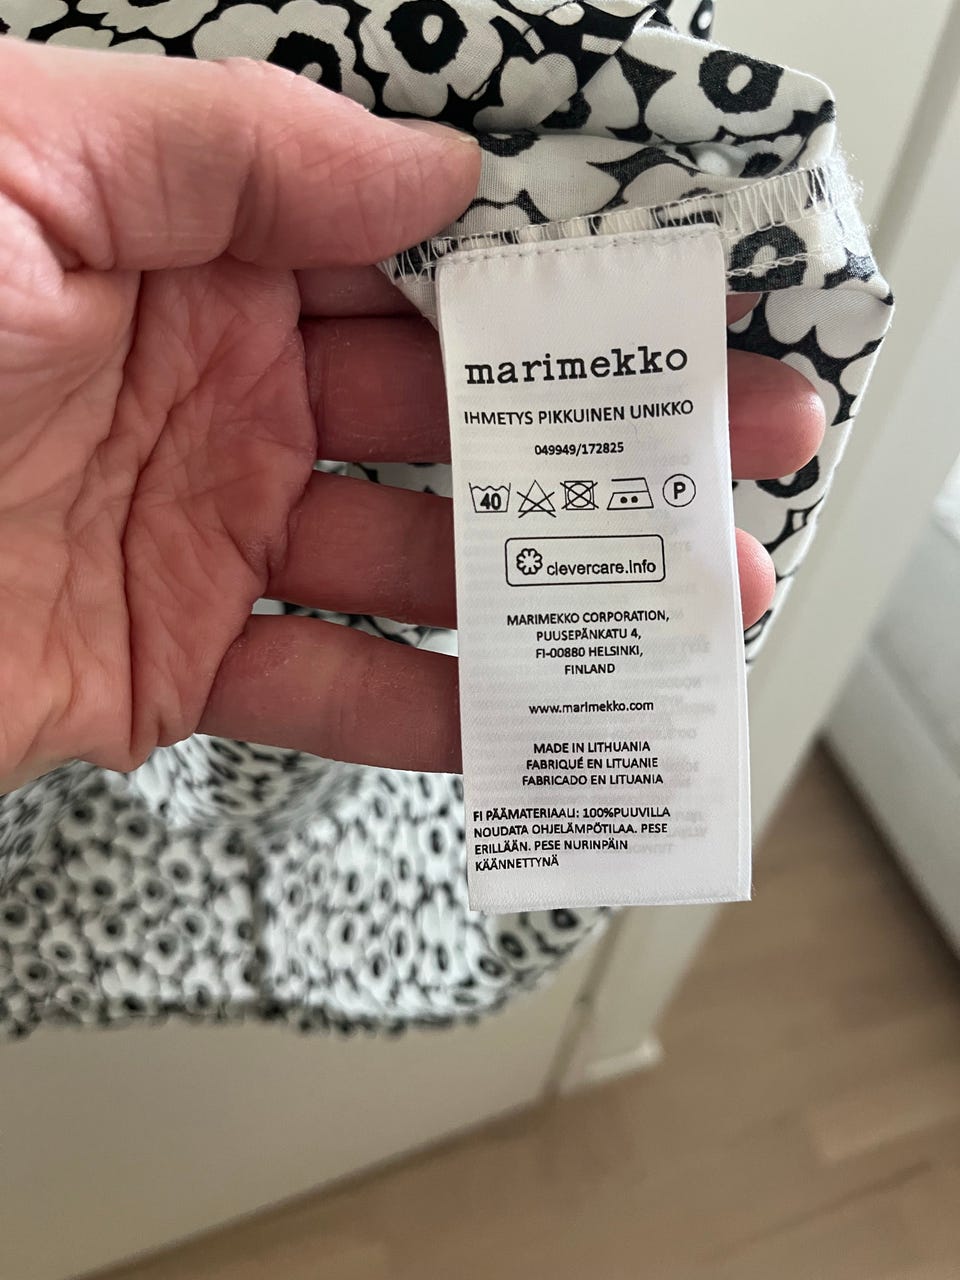 marimekko
IHMETYS PIKKUINEN UNIKKO
049949/172825
40 P
clevercare.info
MARIMEKKO CORPORATION,
PUUSEPÄNKATU 4,
FI-00880 HELSINKI,
FINLAND
www.marimekko.com
MADE IN LITHUANIA
FABRIQUÉ EN LITUANIE
FABRICADO EN LITUANIA
FI PÄÄMATERIAALI: 100%PUUVILLA
NOUDATA OHJELÄMPÖTILAA. PESE
ERILLÄÄN. PESE NURINPÄIN
KÄÄNNETTYNÄ